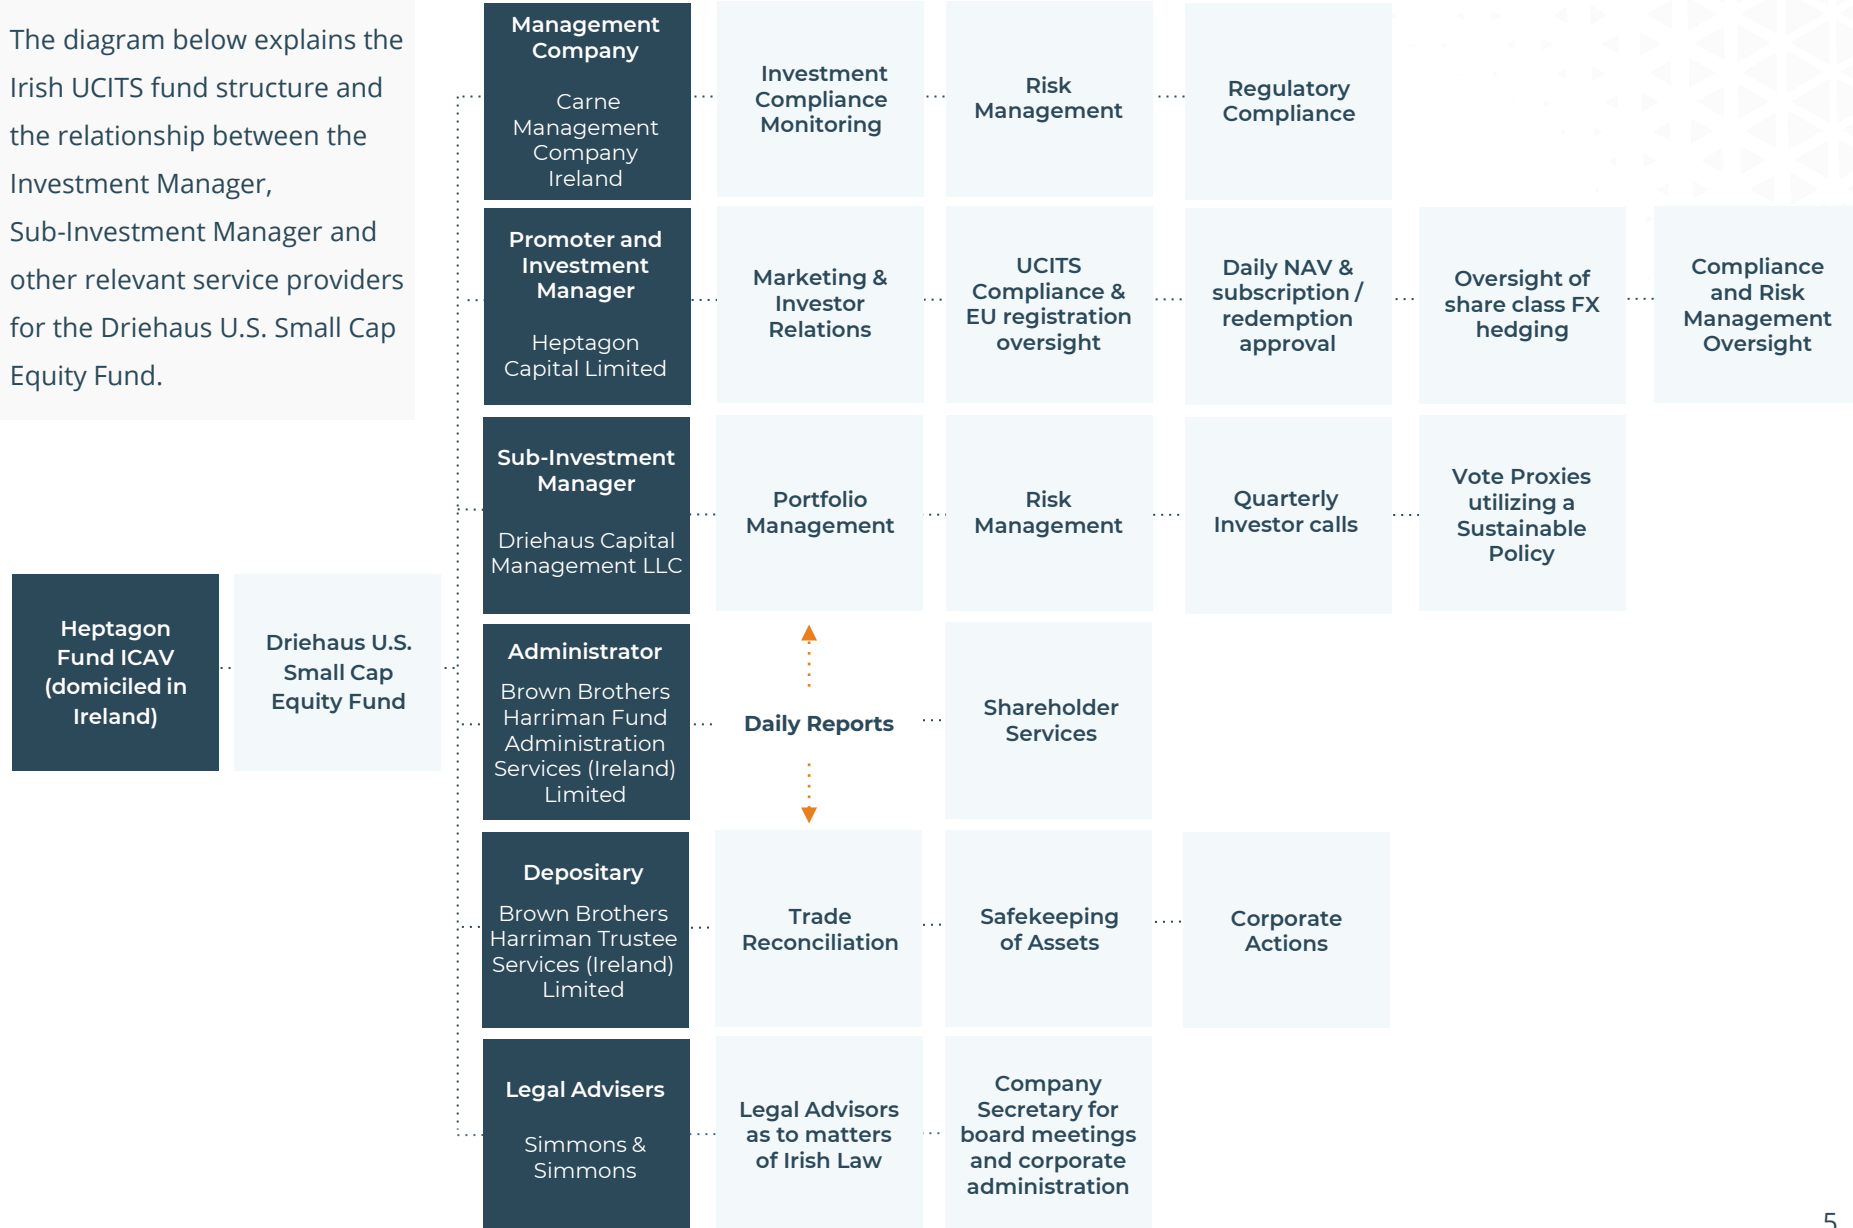 The diagram below explains the
Irish UCITS fund structure and
the relationship between the
Investment Manager,
Sub-Investment Manager and
other relevant service providers
for the Driehaus U.S. Small Cap
Equity Fund.
Heptagon
Fund ICAV
(domiciled in
Ireland)
Driehaus U.S.
Small Cap
Equity Fund
Management
Company
Carne
Management
Company
Ireland
Investment
Compliance
Monitoring
Risk
Management
Regulatory
Compliance
Promoter and
Investment
Manager
Heptagon
Capital Limited
Marketing &
Investor
Relations
UCITS
Compliance &
EU registration
oversight
Daily NAV &
subscription /
redemption
approval
Oversight of
share class FX
hedging
Compliance
and Risk
Management
Oversight
Sub-Investment
Manager
Driehaus Capital
Management LLC
Portfolio
Management
Risk
Management
Quarterly
Investor calls
Vote Proxies
utilizing a
Sustainable
Policy
Administrator
Brown Brothers
Harriman Fund
Administration
Services (Ireland)
Limited
Daily Reports
Shareholder
Services
Depositary
Brown Brothers
Harriman Trustee
Services (Ireland)
Limited
Trade
Reconciliation
Safekeeping
of Assets
Corporate
Actions
Legal Advisers
Simmons &
Simmons
Legal Advisors
as to matters
of Irish Law
Company
Secretary for
board meetings
and corporate
administration
5